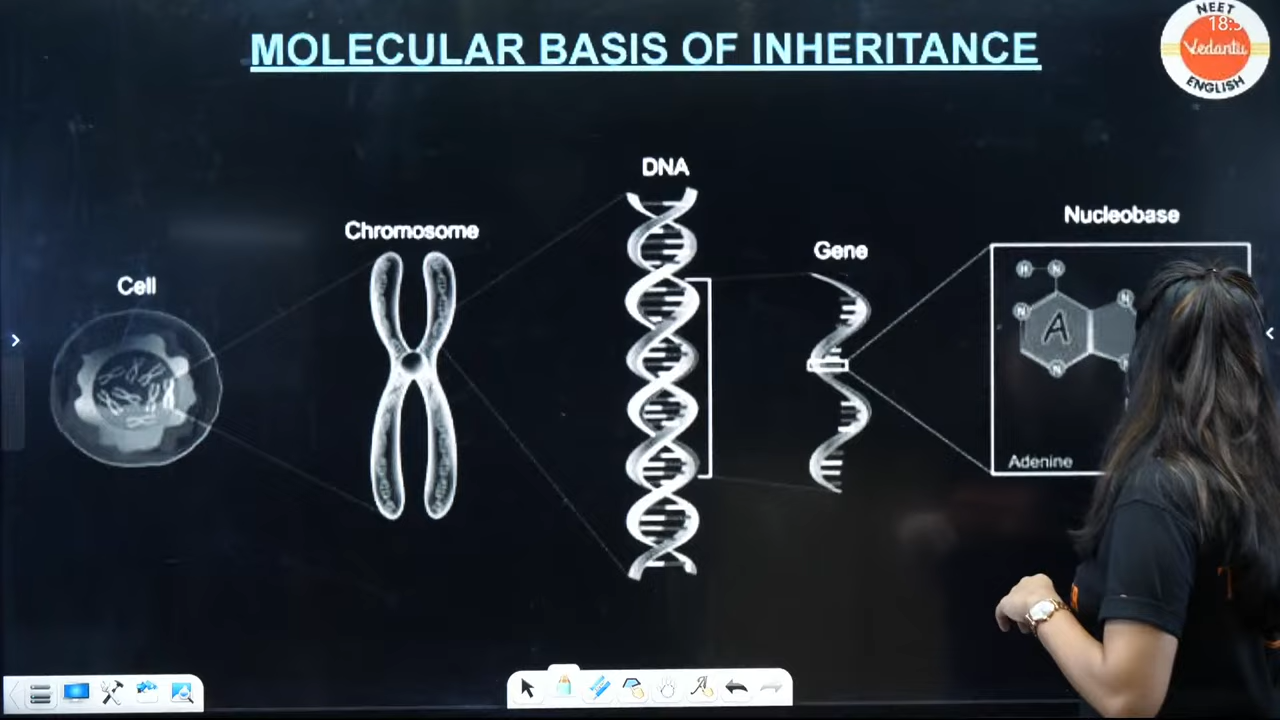 MOLECULAR BASIS OF INHERITANCE
NEET
Vedantu
ENGLISH
DNA
Nucleobase
Chromosome
Gene
Cell
H
N
N
N
N
A
Adenine